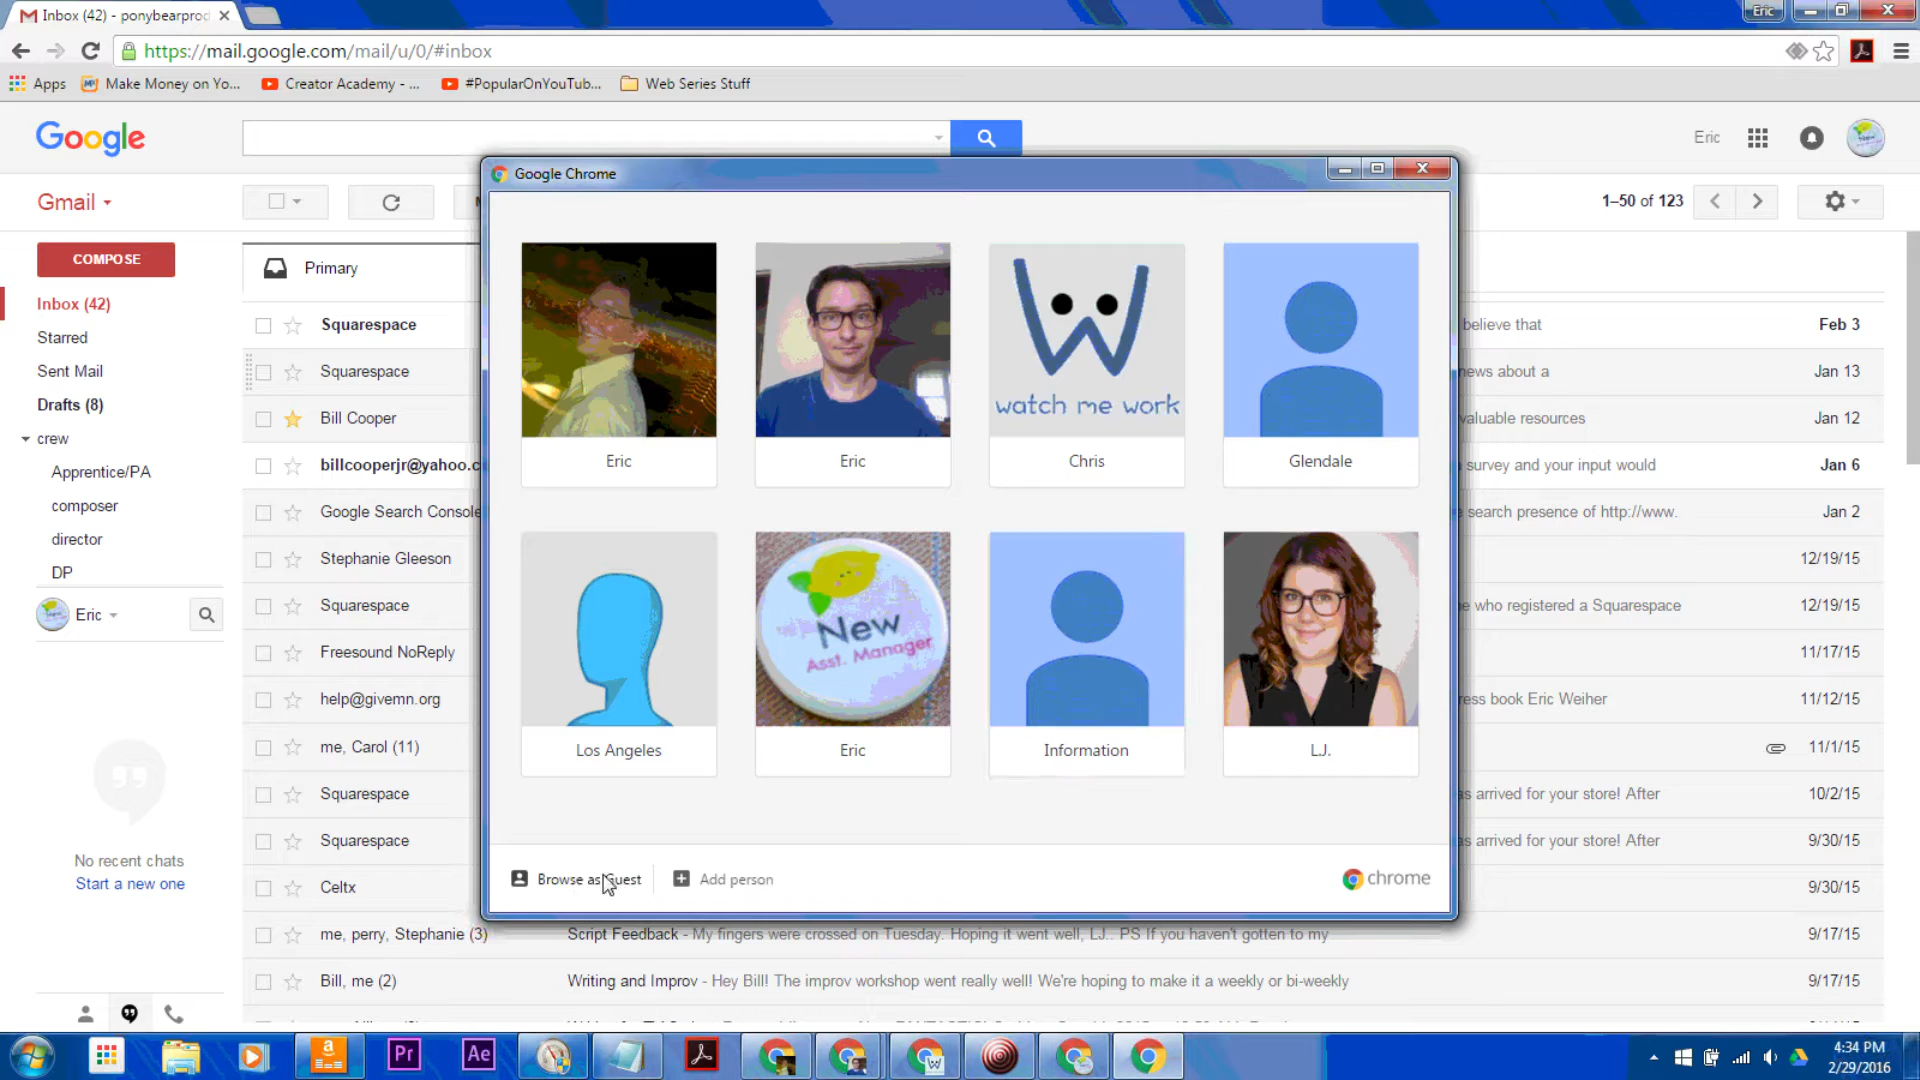 Inbox (42) - ponybearprod
Eric
https://mail.google.com/mail/u/0/#inbox
Apps
Make Money on Yo...
Creator Academy - ...
#PopularOnYouTub...
Web Series Stuff
Google
Eric
Google Chrome
Gmail
1–50 of 123
COMPOSE
Primary
Inbox (42)
Starred
Sent Mail
Drafts (8)
crew
Apprentice/PA
composer
director
DP
Eric
No recent chats
Start a new one
Squarespace
believe that
Feb 3
Squarespace
news about a
Jan 13
Bill Cooper
valuable resources
Jan 12
billcooperjr@yahoo.c
survey and your input would
Jan 6
Google Search Console
search presence of http://www.
Jan 2
Stephanie Gleeson
12/19/15
Squarespace
who registered a Squarespace
12/19/15
Freesound NoReply
11/17/15
help@givemn.org
book Eric Weiher
11/12/15
me, Carol (11)
11/1/15
Squarespace
arrived for your store! After
10/2/15
Squarespace
arrived for your store! After
9/30/15
Celtx
9/30/15
me, perry, Stephanie (3)
Script Feedback - My fingers were crossed on Tuesday. Hoping it went well, LJ.. PS If you haven't gotten to my
9/17/15
Bill, me (2)
Writing and Improv - Hey Bill! The improv workshop went really well! We're hoping to make it a weekly or bi-weekly
9/17/15
watch me work
Eric
Eric
Chris
Glendale
New
Asst. Manager
Los Angeles
Eric
Information
L.J.
Browse as Guest
Add person
chrome
a
Pr
Ae
W
4:34 PM
2/29/2016